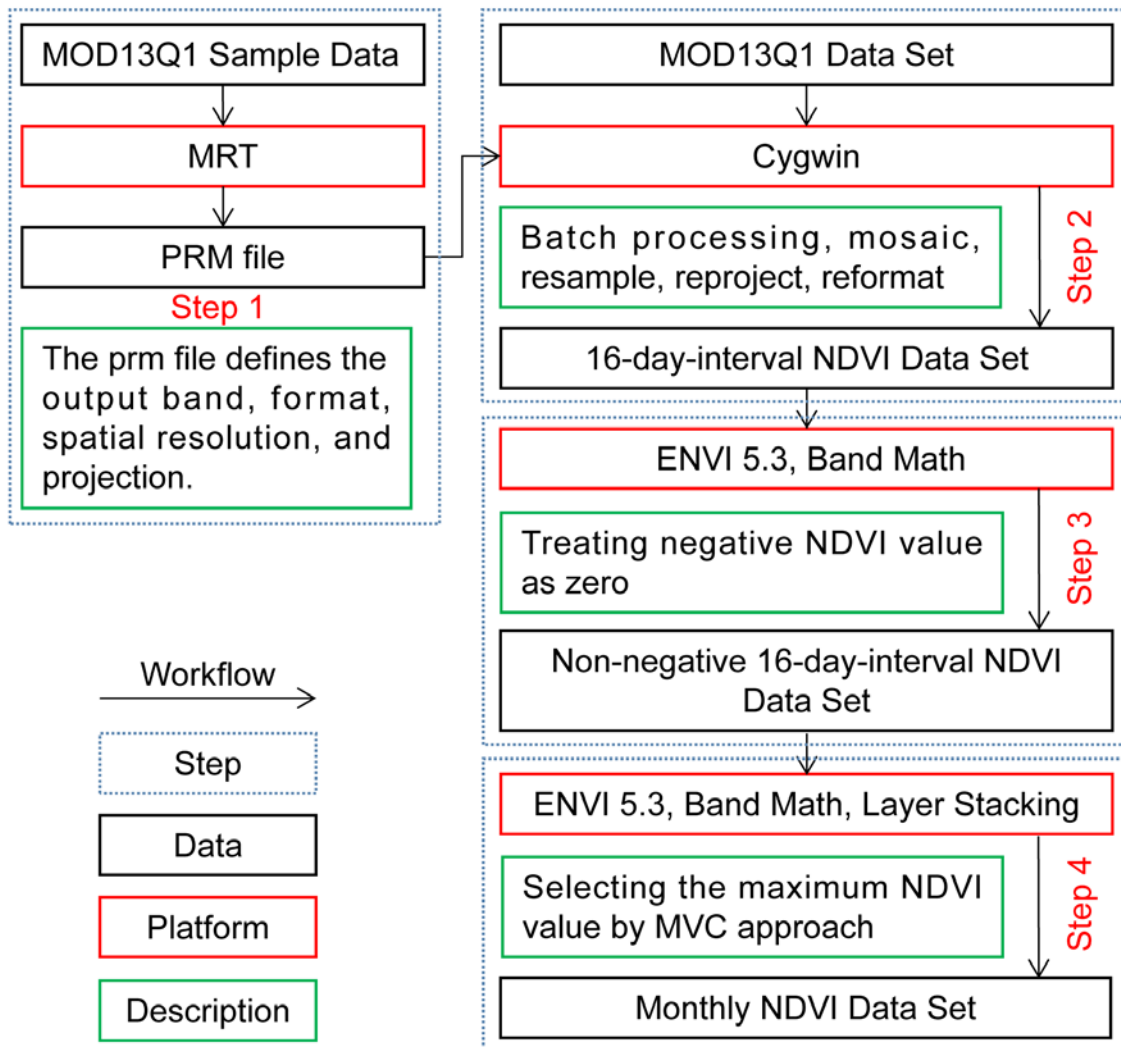 MOD13Q1 Sample Data
MRT
PRM file
Step 1
The prm file defines the
output band, format,
spatial resolution, and
projection.
MOD13Q1 Data Set
Cygwin
Batch processing, mosaic,
resample, reproject, reformat
Step 2
16-day-interval NDVI Data Set
ENVI 5.3, Band Math
Treating negative NDVI value
as zero
Step 3
Non-negative 16-day-interval NDVI
Data Set
ENVI 5.3, Band Math, Layer Stacking
Selecting the maximum NDVI
value by MVC approach
Step 4
Monthly NDVI Data Set
Workflow
Step
Data
Platform
Description